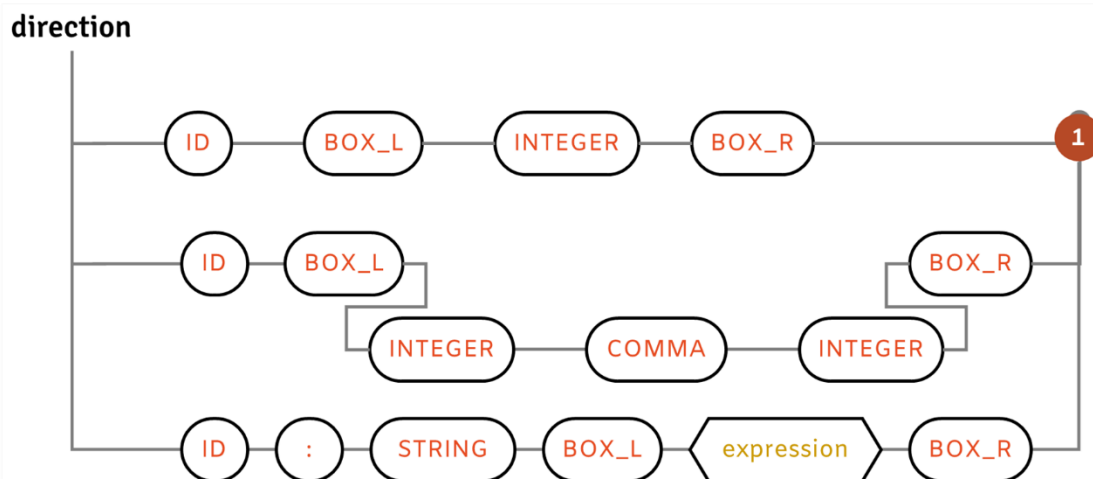 direction
ID BOX_L INTEGER BOX_R 1
ID BOX_L BOX_R
INTEGER COMMA INTEGER
ID : STRING BOX_L expression BOX_R